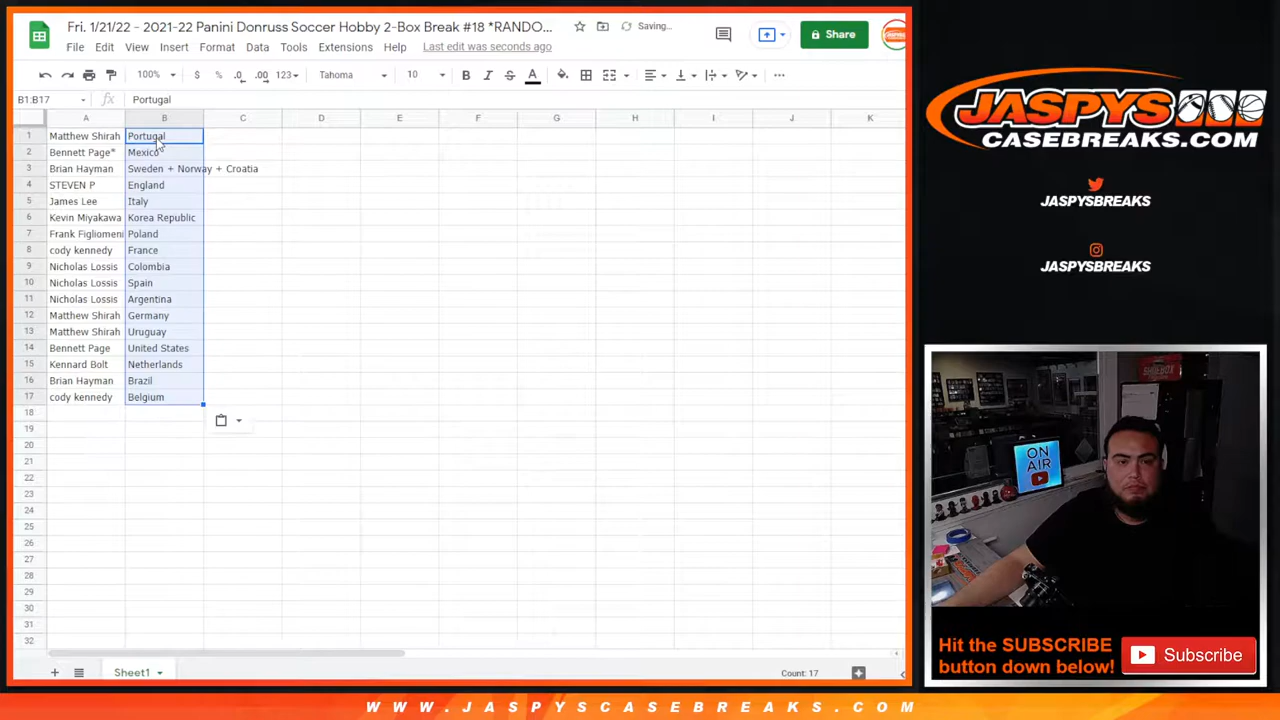 Fri. 1/21/22 - 2021-22 Panini Donruss Soccer Hobby 2-Box Break #18 *RANDO... Saving...
File Edit View Insert Format Data Tools Extensions Help Last edit was seconds ago
Share
100% $ % .0 .00 123 Tahoma 10 B I S A
B1:B17 fx Portugal
A B C D E F G H I J K
1 Matthew Shirah Portugal
2 Bennett Page* Mexico
3 Brian Hayman Sweden + Norway + Croatia
4 STEVEN P England
5 James Lee Italy
6 Kevin Miyakawa Korea Republic
7 Frank Figliomeni Poland
8 cody kennedy France
9 Nicholas Lossis Colombia
10 Nicholas Lossis Spain
11 Nicholas Lossis Argentina
12 Matthew Shirah Germany
13 Matthew Shirah Uruguay
14 Bennett Page United States
15 Kennard Bolt Netherlands
16 Brian Hayman Brazil
17 cody kennedy Belgium
18
19
20
21
22
23
24
25
26
27
28
29
30
31
32
Sheet1 Count: 17
JASPYS
CASEBREAKS.COM
JASPYSBREAKS
JASPYSBREAKS
ON
AIR
Hit the SUBSCRIBE
button down below!
Subscribe
WWW.JASPYSCASEBREAKS.COM